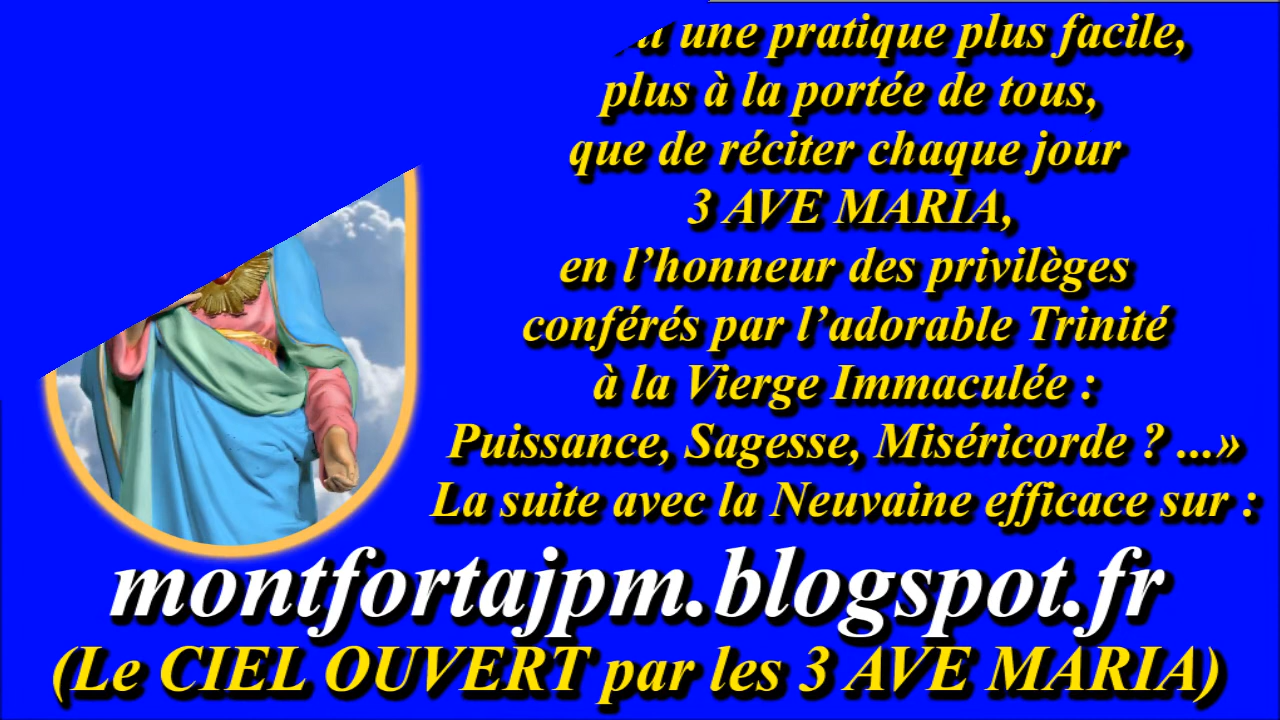 une pratique plus facile,
plus à la portée de tous,
que de réciter chaque jour
3 AVE MARIA,
en l’honneur des privilèges
conférés par l’adorable Trinité
à la Vierge Immaculée :
Puissance, Sagesse, Miséricorde ? ...»
La suite avec la Neuvaine efficace sur :
montfortajpm.blogspot.fr
(Le CIEL OUVERT par les 3 AVE MARIA)